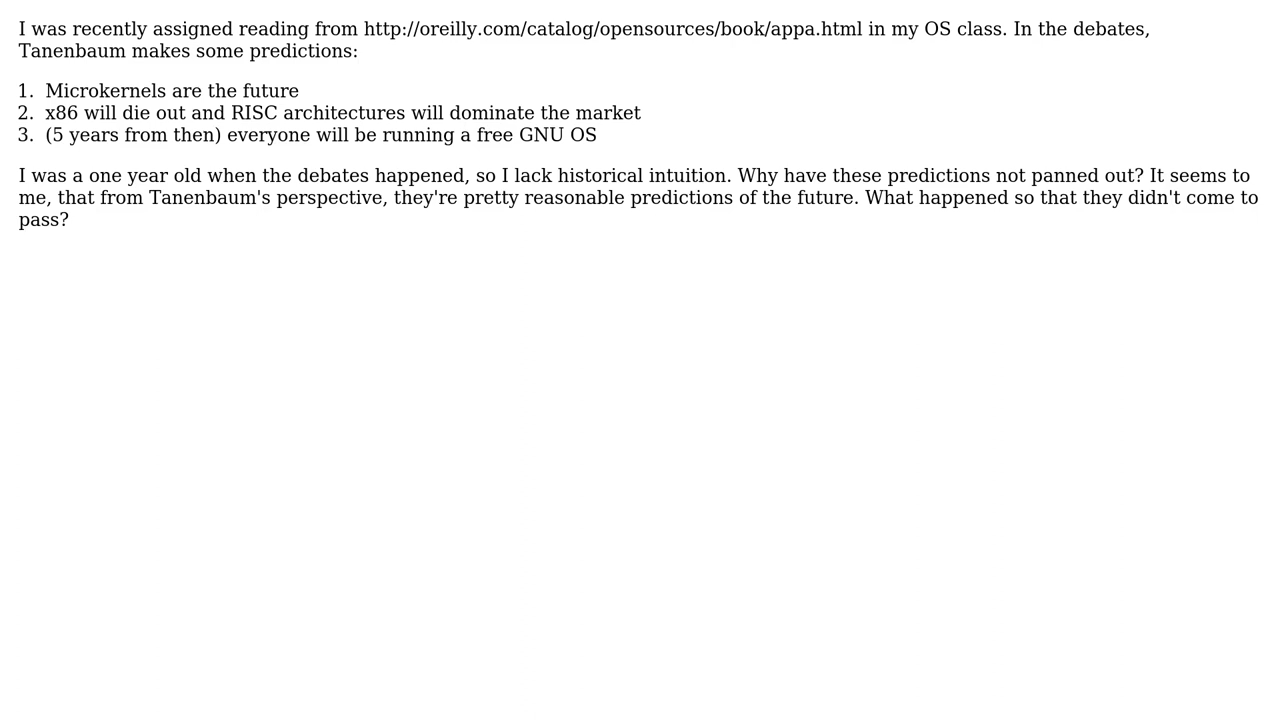 I was recently assigned reading from http://oreilly.com/catalog/opensources/book/appa.html in my OS class. In the debates,
Tanenbaum makes some predictions:
1. Microkernels are the future
2. x86 will die out and RISC architectures will dominate the market
3. (5 years from then) everyone will be running a free GNU OS
I was a one year old when the debates happened, so I lack historical intuition. Why have these predictions not panned out? It seems to
me, that from Tanenbaum's perspective, they're pretty reasonable predictions of the future. What happened so that they didn't come to
pass?